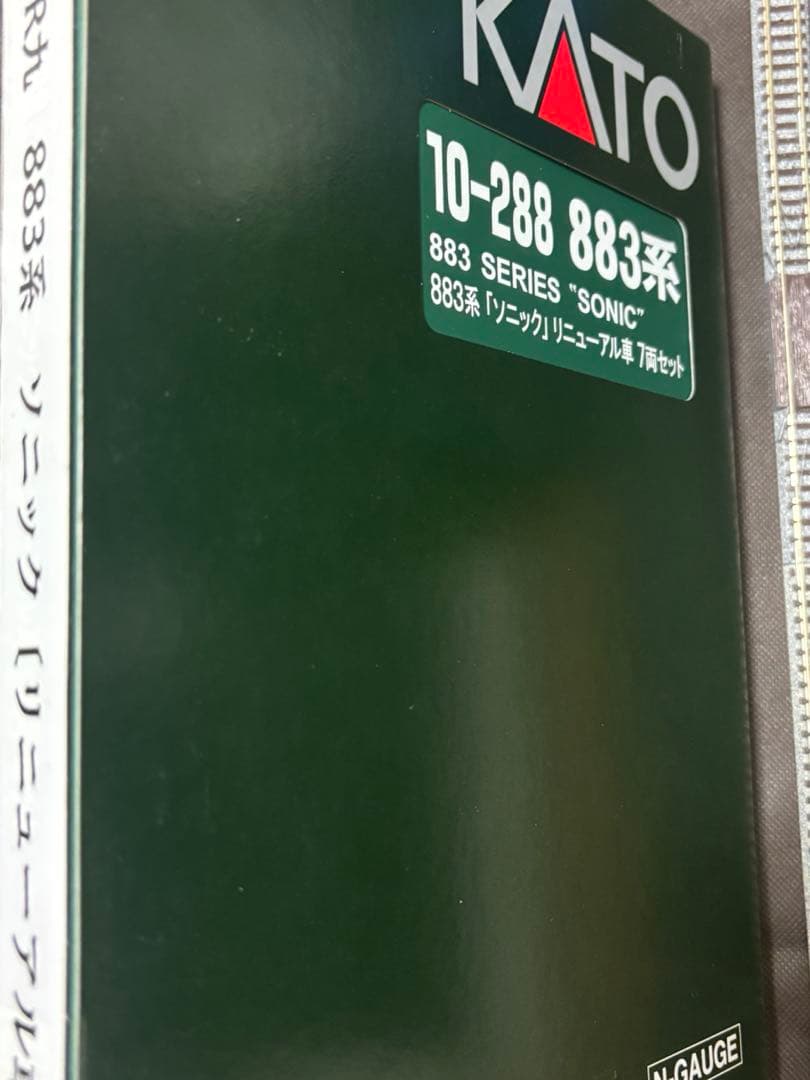 KATO
10-288 883系
883 SERIES "SONIC"
883系「ソニック」リニューアル車 7両セット
R九 883系 ソニック〔リニューアル
N-GAUGE